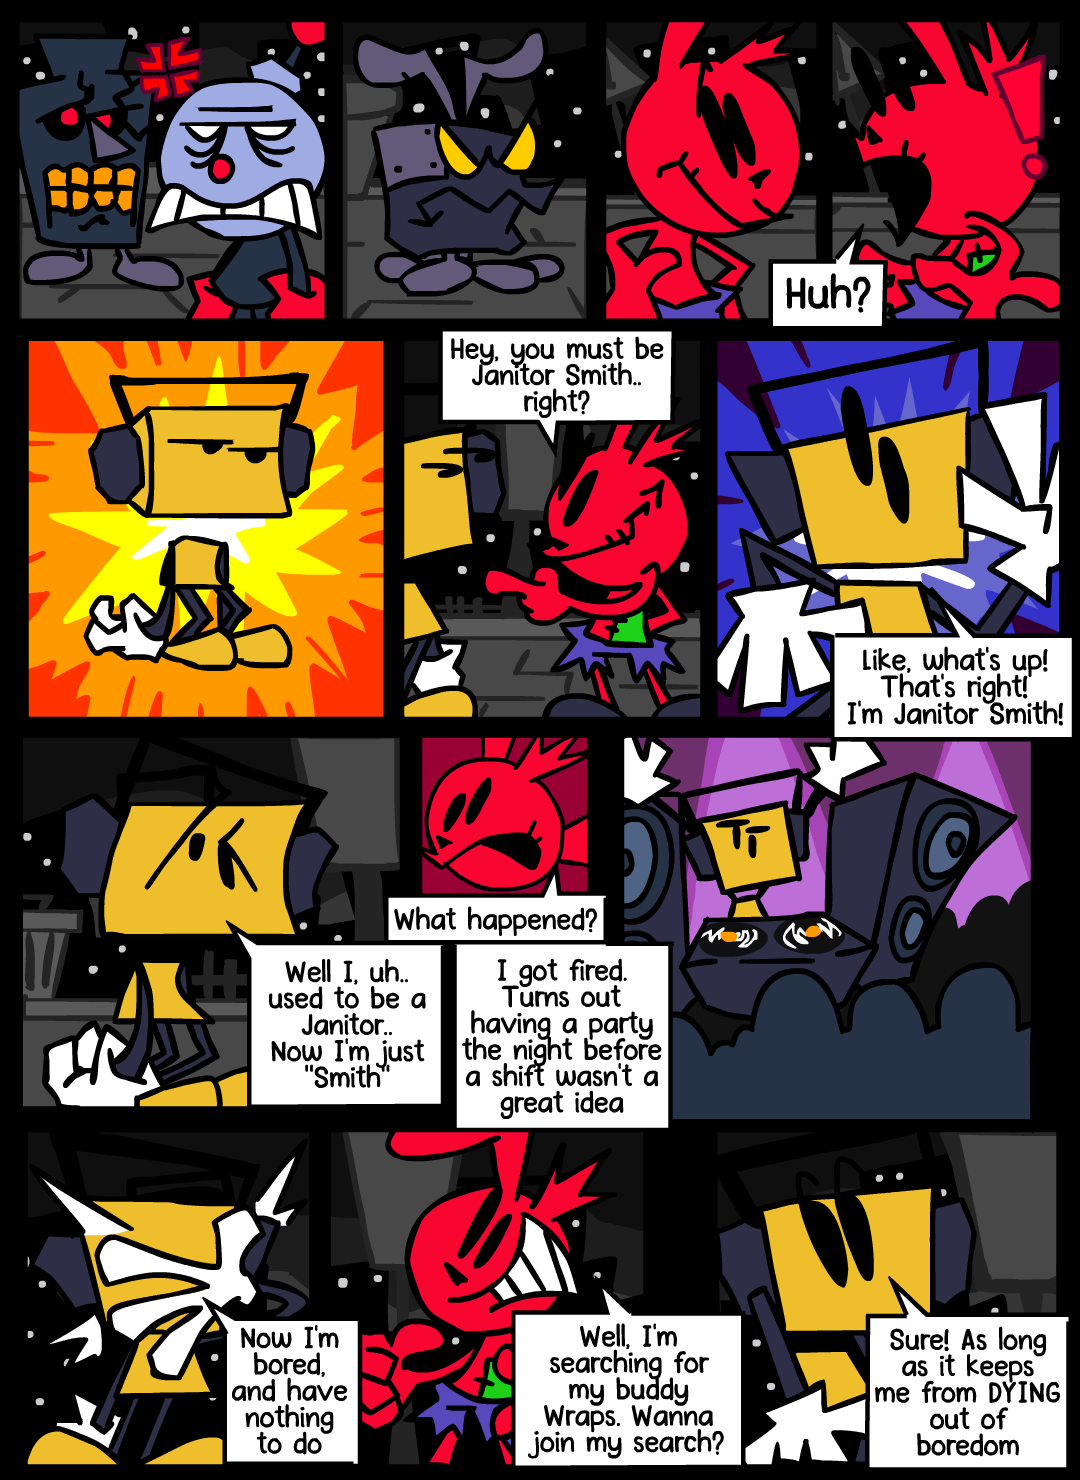 Huh?
Hey, you must be
Janitor Smith..
right?
Like, what's up!
That's right!
I'm Janitor Smith!
Well I, uh..
used to be a
Janitor..
Now I'm just
"Smith"
What happened?
I got fired.
Turns out
having a party
the night before
a shift wasn't a
great idea
Now I'm
bored,
and have
nothing
to do
Well, I'm
searching for
my buddy
Wraps. Wanna
join my search?
Sure! As long
as it keeps
me from DYING
out of
boredom